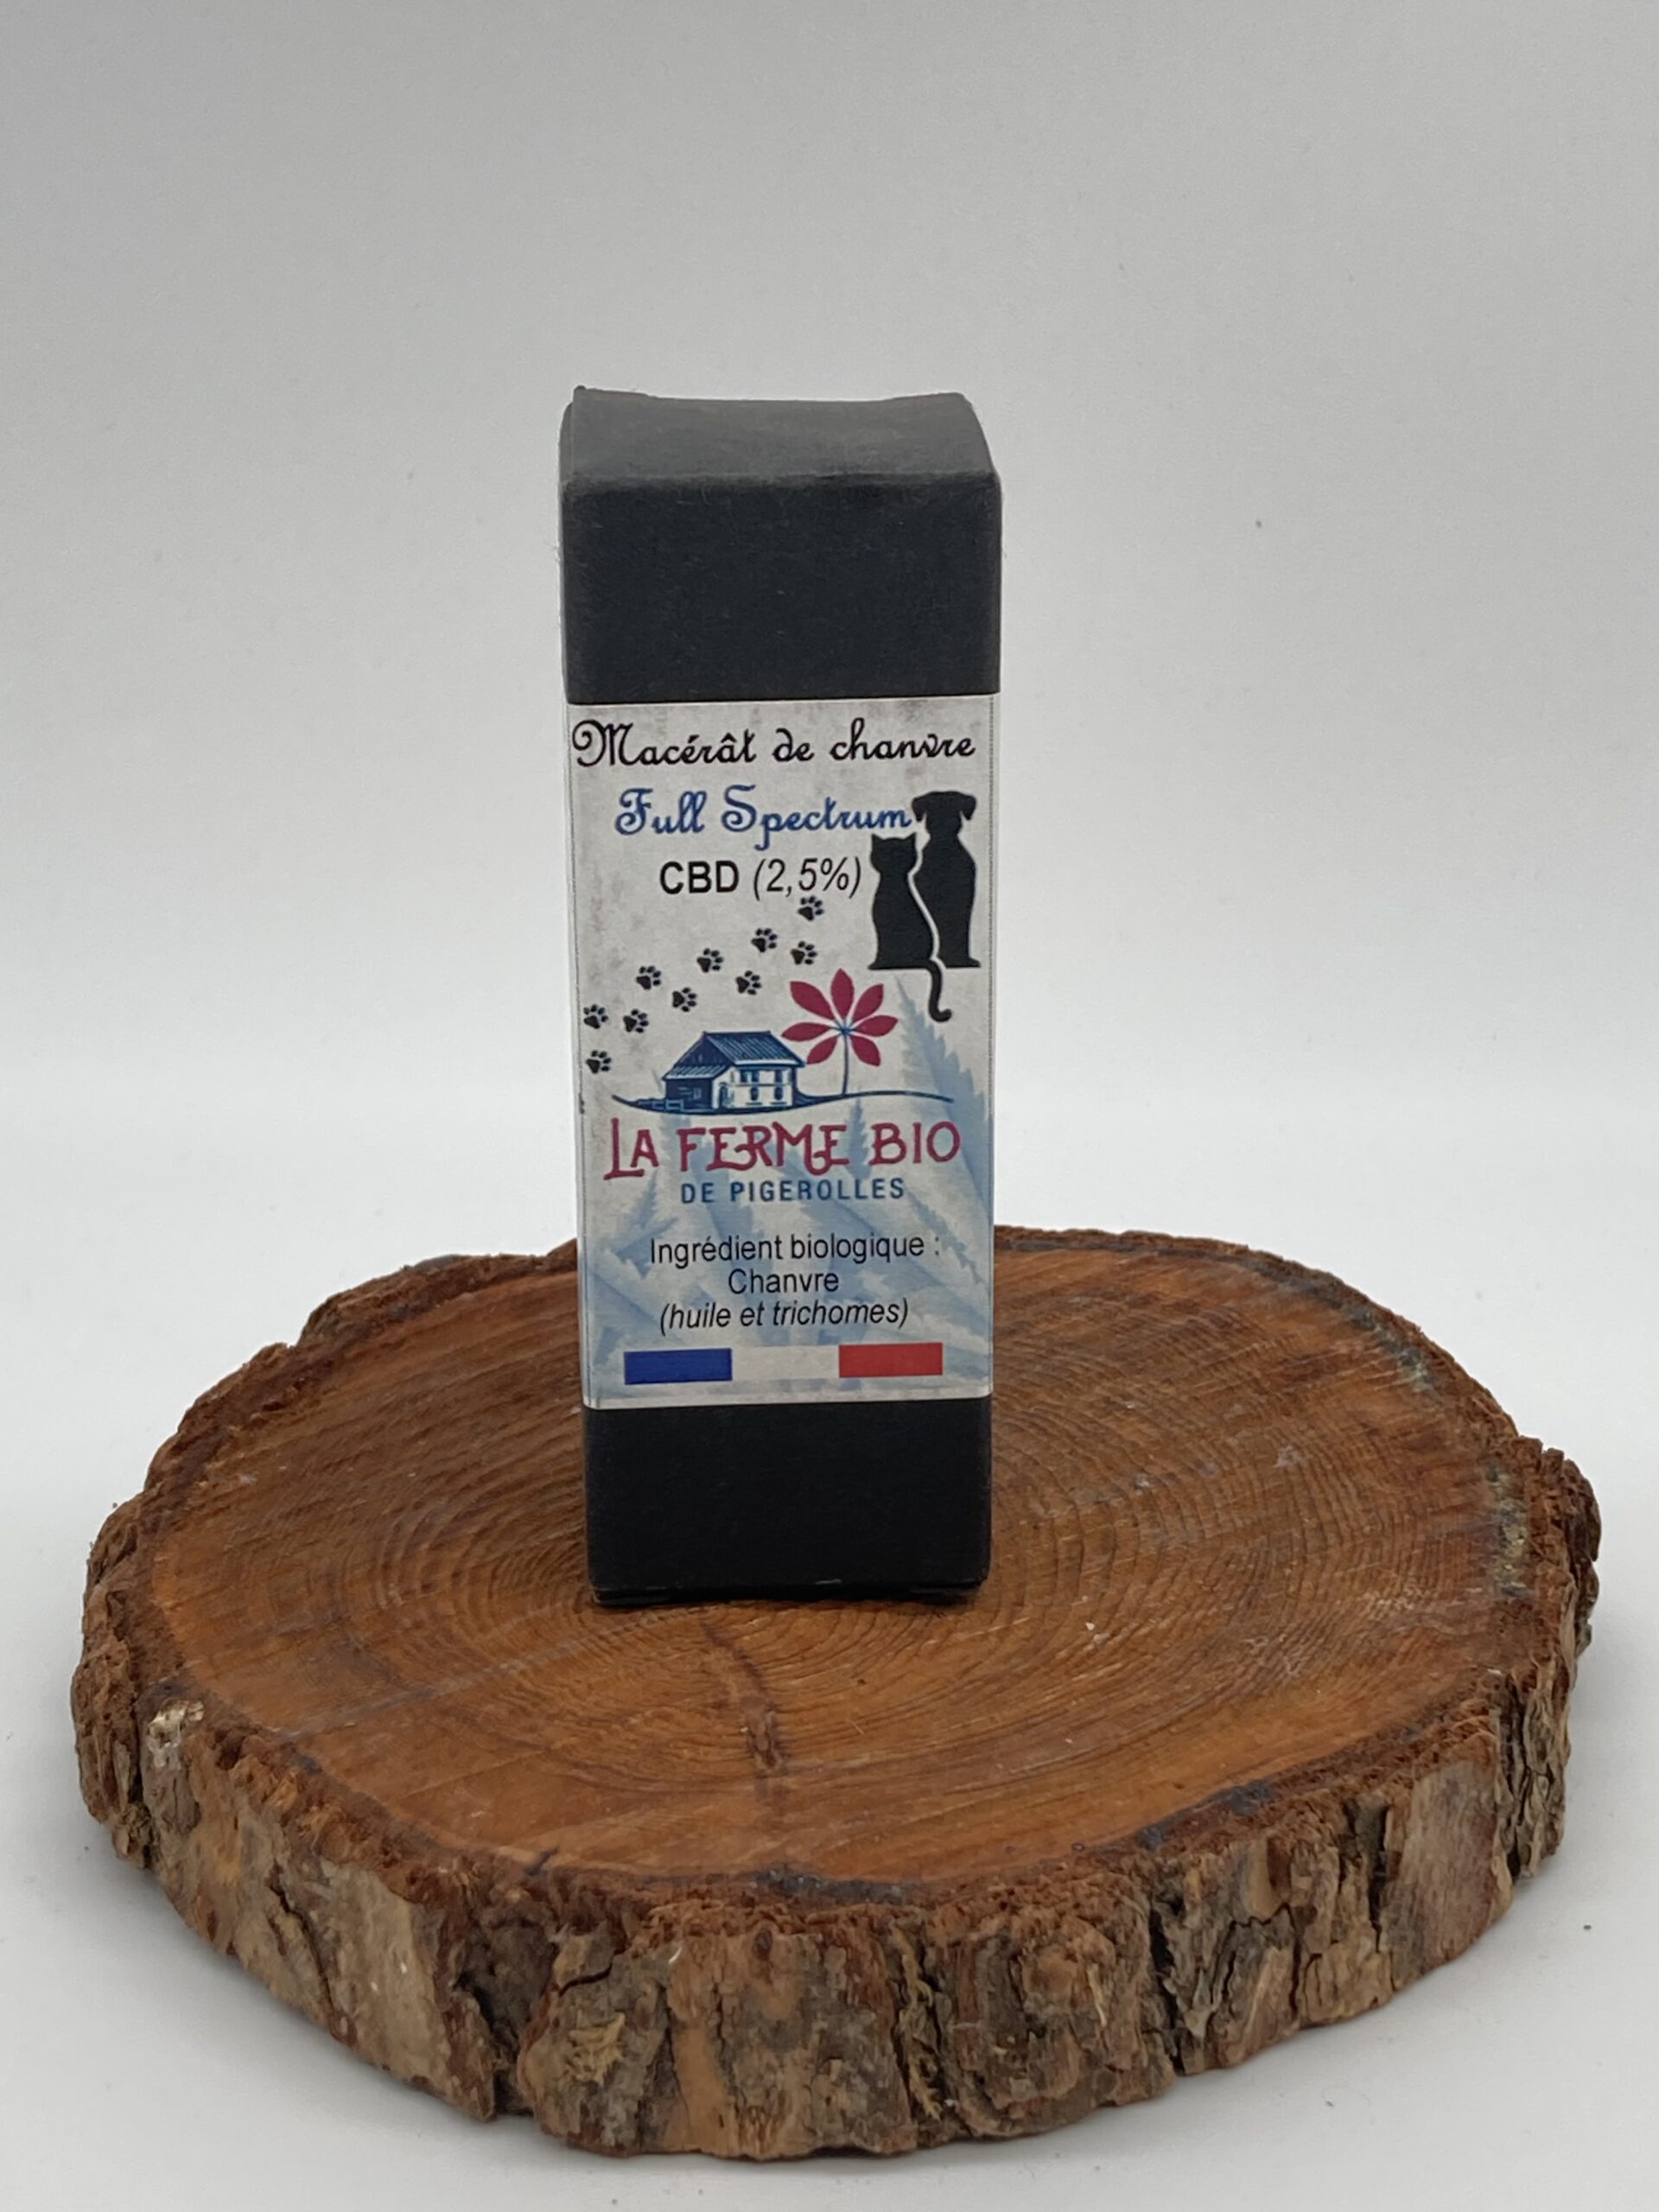 Macérât de chanvre
Full Spectrum
CBD (2,5%)
LA FERME BIO
DE PIGEROLLES
Ingrédient biologique :
Chanvre
(huile et trichomes)